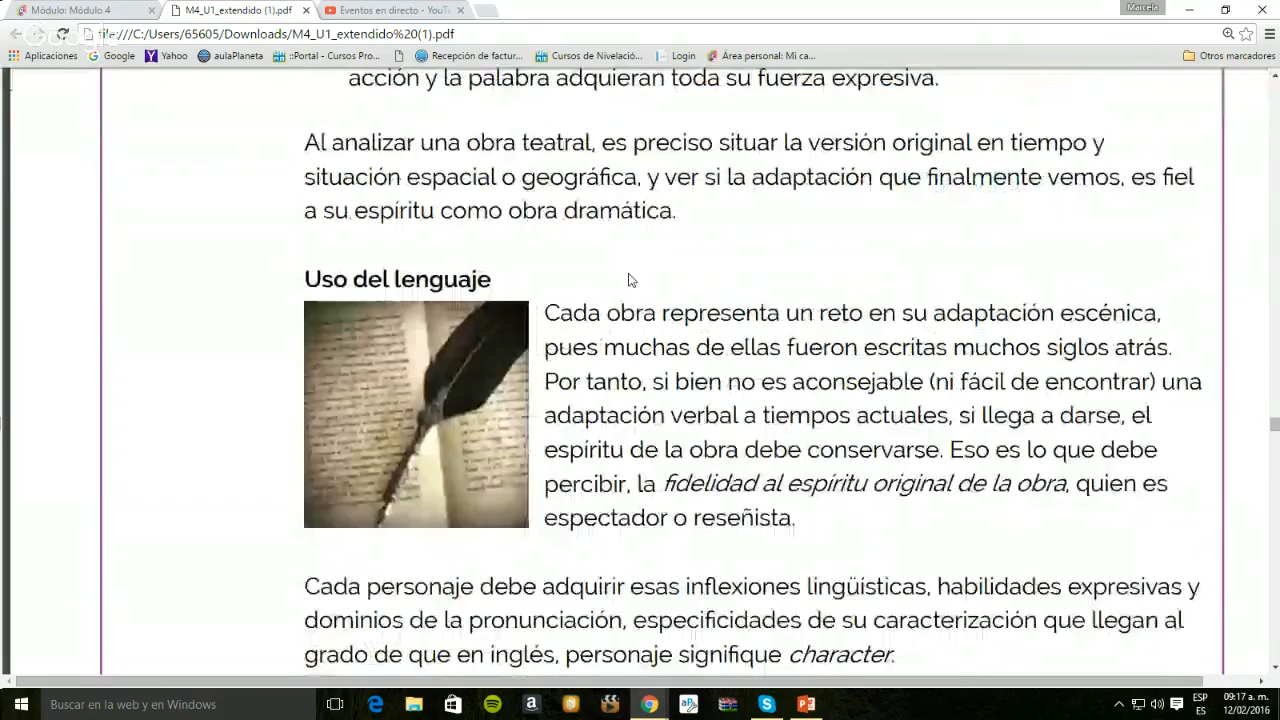 Módulo: Módulo 4
M4_U1_extendido (1).pdf
Eventos en directo - YouT
Marcela
file:///C:/Users/65605/Downloads/M4_U1_extendido%20(1).pdf
Aplicaciones
Google
Yahoo
aulaPlaneta
::Portal - Cursos Pro...
Recepción de factur...
Cursos de Nivelació...
Login
Área personal: Mi ca...
Otros marcadores
acción y la palabra adquieran toda su fuerza expresiva.
Al analizar una obra teatral, es preciso situar la versión original en tiempo y
situación espacial o geográfica, y ver si la adaptación que finalmente vemos, es fiel
a su espíritu como obra dramática.
Uso del lenguaje
Cada obra representa un reto en su adaptación escénica,
pues muchas de ellas fueron escritas muchos siglos atrás.
Por tanto, si bien no es aconsejable (ni fácil de encontrar) una
adaptación verbal a tiempos actuales, si llega a darse, el
espíritu de la obra debe conservarse. Eso es lo que debe
percibir, la fidelidad al espíritu original de la obra, quien es
espectador o reseñista.
Cada personaje debe adquirir esas inflexiones lingüísticas, habilidades expresivas y
dominios de la pronunciación, especificidades de su caracterización que llegan al
grado de que en inglés, personaje signifique character.
Buscar en la web y en Windows
ESP
ES
09:17 a. m.
12/02/2016